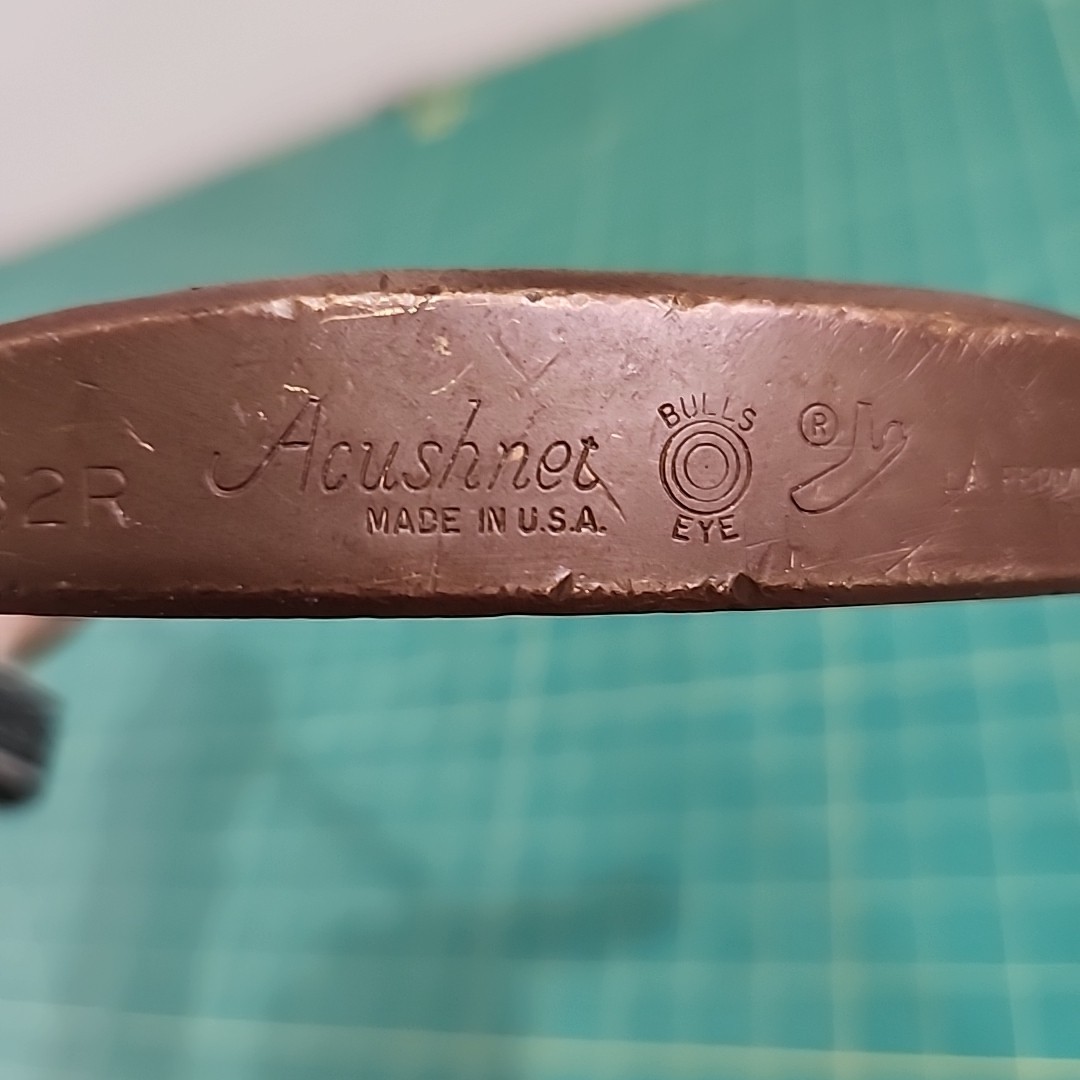 2R
Acushnet
MADE IN U.S.A.
BULLS
EYE
®